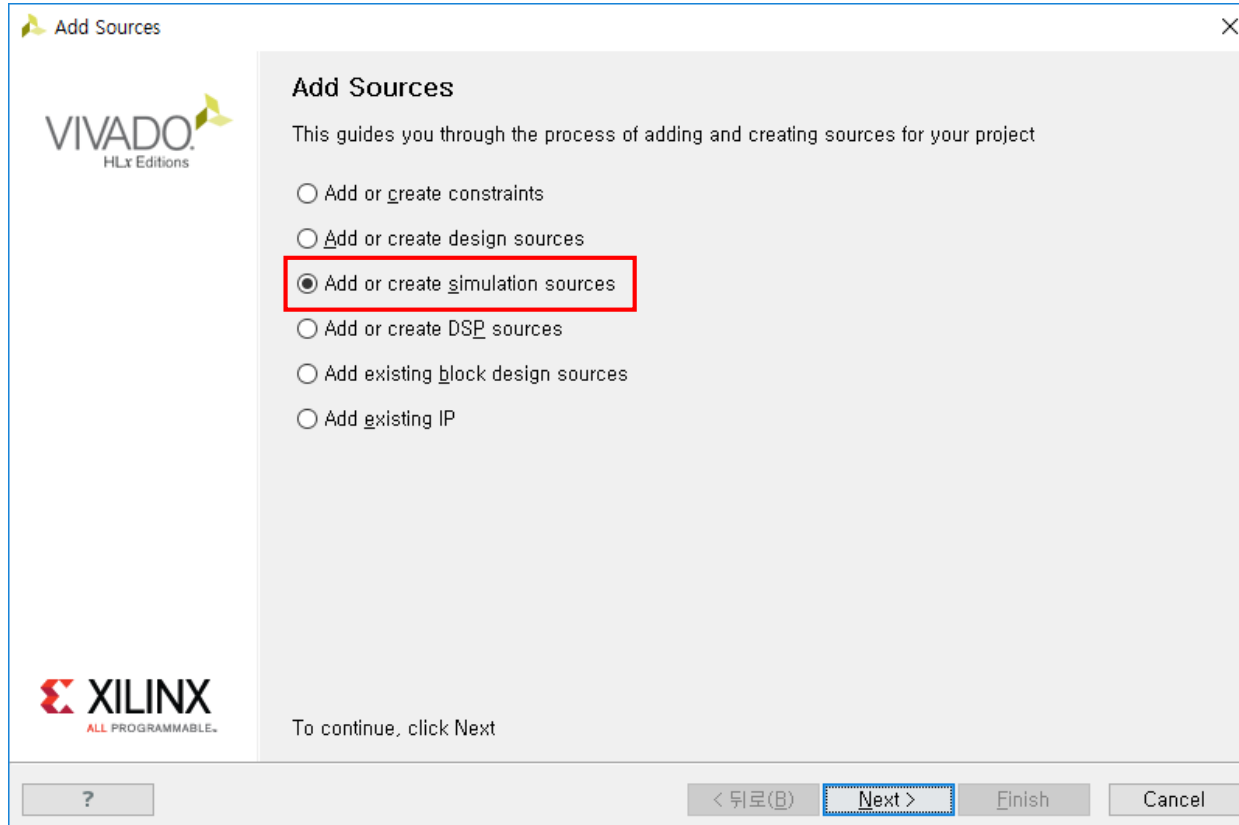 Add Sources
VIVADO.
HLx Editions
Add Sources
This guides you through the process of adding and creating sources for your project
Add or create constraints
Add or create design sources
Add or create simulation sources
Add or create DSP sources
Add existing block design sources
Add existing IP
XILINX
ALL PROGRAMMABLE™
To continue, click Next
?
< 뒤로(B)
Next >
Finish
Cancel